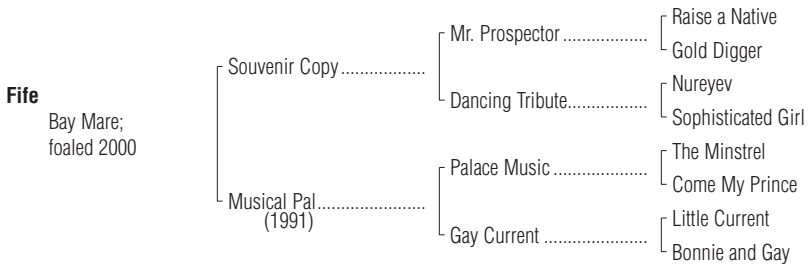 Raise a Native
Mr. Prospector ..................
Gold Digger
Souvenir Copy..................
Nureyev
Dancing Tribute.................
Sophisticated Girl
Fife
Bay Mare;
foaled 2000
The Minstrel
Palace Music ....................
Come My Prince
Musical Pal.......................
(1991)
Little Current
Gay Current ......................
Bonnie and Gay